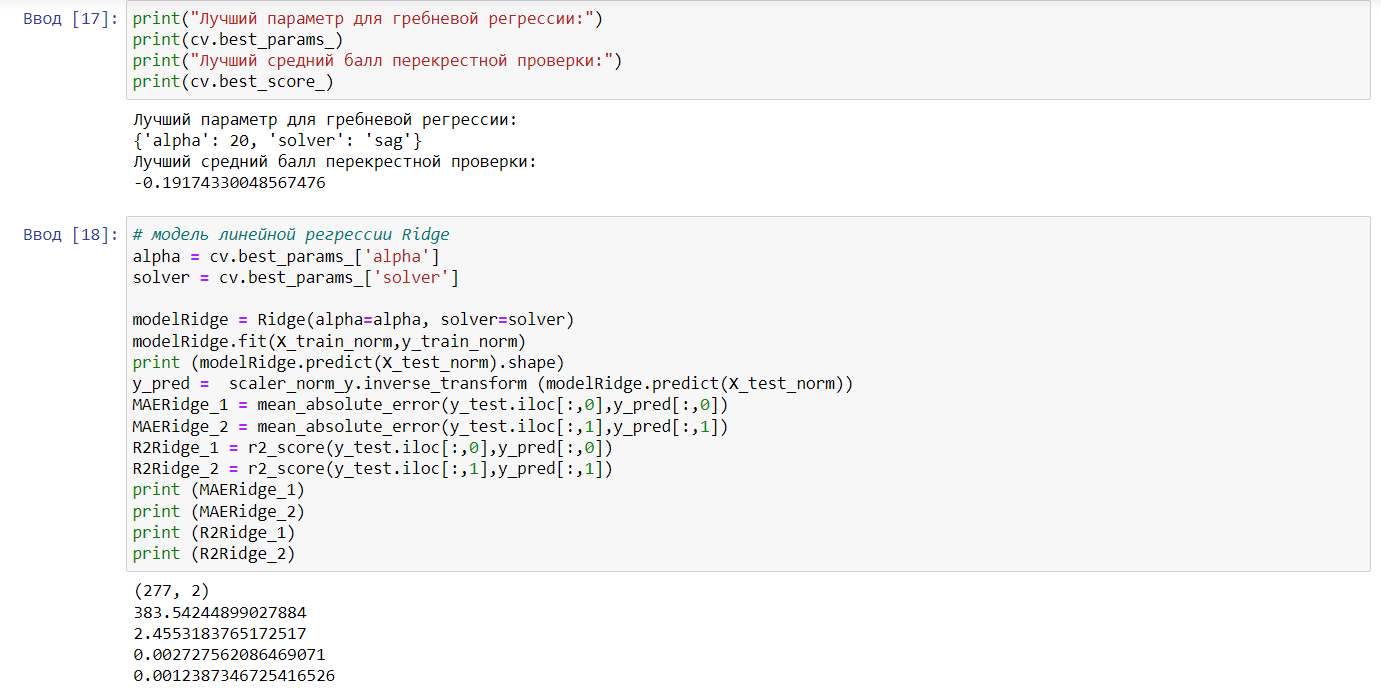 Ввод [17]: print("Лучший параметр для гребневой регрессии:")
print(cv.best_params_)
print("Лучший средний балл перекрестной проверки:")
print(cv.best_score_)
Лучший параметр для гребневой регрессии:
{'alpha': 20, 'solver': 'sag'}
Лучший средний балл перекрестной проверки:
-0.19174330048567476
Ввод [18]: # модель линейной регрессии Ridge
alpha = cv.best_params_['alpha']
solver = cv.best_params_['solver']
modelRidge = Ridge(alpha=alpha, solver=solver)
modelRidge.fit(X_train_norm,y_train_norm)
print (modelRidge.predict(X_test_norm).shape)
y_pred =  scaler_norm_y.inverse_transform (modelRidge.predict(X_test_norm))
MAERidge_1 = mean_absolute_error(y_test.iloc[:,0],y_pred[:,0])
MAERidge_2 = mean_absolute_error(y_test.iloc[:,1],y_pred[:,1])
R2Ridge_1 = r2_score(y_test.iloc[:,0],y_pred[:,0])
R2Ridge_2 = r2_score(y_test.iloc[:,1],y_pred[:,1])
print (MAERidge_1)
print (MAERidge_2)
print (R2Ridge_1)
print (R2Ridge_2)
(277, 2)
383.54244899027884
2.4553183765172517
0.002727562086469071
0.0012387346725416526